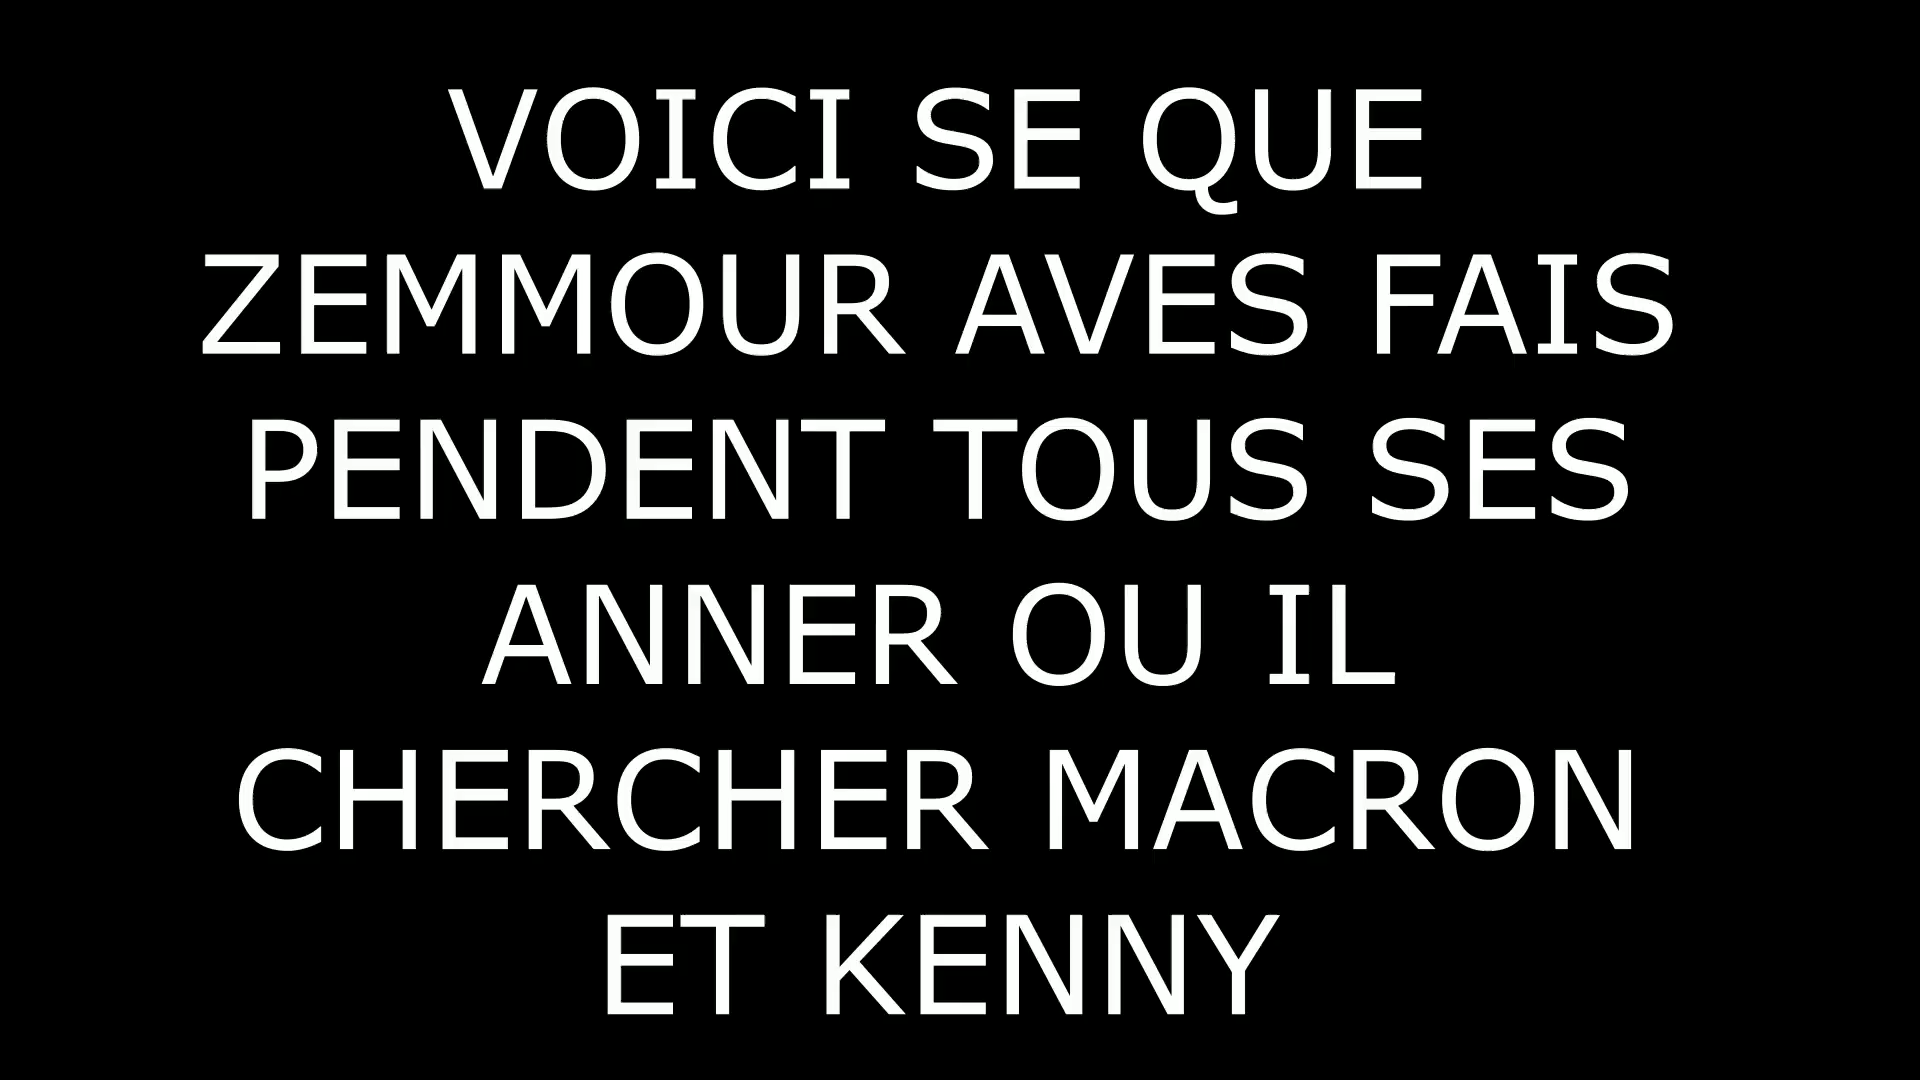 VOICI SE QUE
ZEMMOUR AVES FAIS
PENDENT TOUS SES
ANNER OU IL
CHERCHER MACRON
ET KENNY